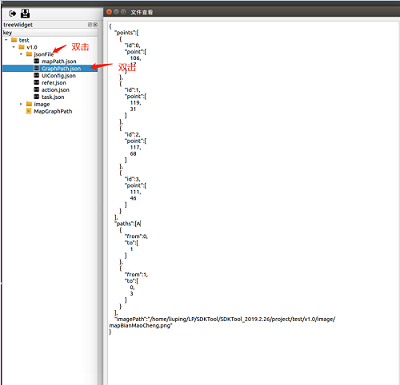 treeWidget
key
test
v1.0
jsonFile
双击
mapPath.json
GraphPath.json
双击
UIConfig.json
refer.json
action.json
task.json
image
MapGraphPath
文件查看
{
"points":[
{
"id":0,
"point":[
106,
]
},
{
"id":1,
"point":[
119,
31
]
},
{
"id":2,
"point":[
117,
68
]
},
{
"id":3,
"point":[
111,
46
]
}
],
"paths":[
{
"from":0,
"to":[
1
]
},
{
"from":1,
"to":[
0,
3
]
}
],
"imagePath":"/home/liuping/LP/SDKTool/SDKTool_2019.2.26/project/test/v1.0/image/
mapBianMaoCheng.png"
}